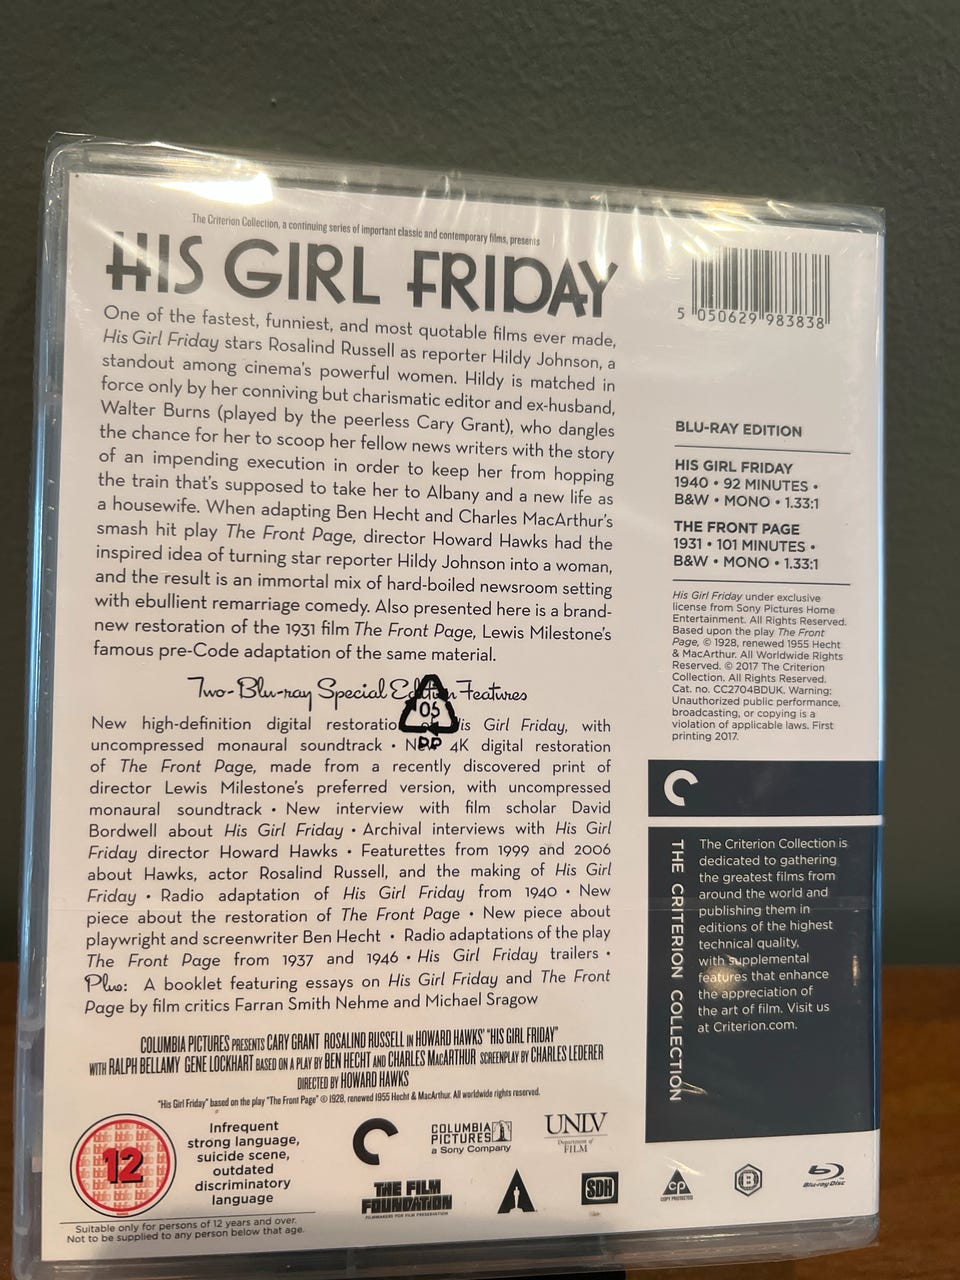 The Criterion Collection, a continuing series of important classic and contemporary films, presents
HIS GIRL FRIDAY
One of the fastest, funniest, and most quotable films ever made,
His Girl Friday stars Rosalind Russell as reporter Hildy Johnson, a
standout among cinema's powerful women. Hildy is matched in
force only by her conniving but charismatic editor and ex-husband,
Walter Burns (played by the peerless Cary Grant), who dangles
the chance for her to scoop her fellow news writers with the story
of an impending execution in order to keep her from hopping
the train that's supposed to take her to Albany and a new life as
a housewife. When adapting Ben Hecht and Charles MacArthur's
smash hit play The Front Page, director Howard Hawks had the
inspired idea of turning star reporter Hildy Johnson into a woman,
and the result is an immortal mix of hard-boiled newsroom setting
with ebullient remarriage comedy. Also presented here is a brand-
new restoration of the 1931 film The Front Page, Lewis Milestone's
famous pre-Code adaptation of the same material.
Two-Blu-ray Special Edition Features
05
PP
New high-definition digital restoration of His Girl Friday, with
uncompressed monaural soundtrack • New 4K digital restoration
of The Front Page, made from a recently discovered print of
director Lewis Milestone's preferred version, with uncompressed
monaural soundtrack • New interview with film scholar David
Bordwell about His Girl Friday • Archival interviews with His Girl
Friday director Howard Hawks • Featurettes from 1999 and 2006
about Hawks, actor Rosalind Russell, and the making of His Girl
Friday • Radio adaptation of His Girl Friday from 1940 • New
piece about the restoration of The Front Page • New piece about
playwright and screenwriter Ben Hecht • Radio adaptations of the play
The Front Page from 1937 and 1946 • His Girl Friday trailers •
Plus: A booklet featuring essays on His Girl Friday and The Front
Page by film critics Farran Smith Nehme and Michael Sragow
COLUMBIA PICTURES PRESENTS CARY GRANT ROSALIND RUSSELL IN HOWARD HAWKS' "HIS GIRL FRIDAY"
WITH RALPH BELLAMY GENE LOCKHART BASED ON A PLAY BY BEN HECHT AND CHARLES MacARTHUR SCREENPLAY BY CHARLES LEDERER
DIRECTED BY HOWARD HAWKS
"His Girl Friday" based on the play "The Front Page" © 1928, renewed 1955 Hecht & MacArthur. All worldwide rights reserved.
12
Infrequent
strong language,
suicide scene,
outdated
discriminatory
language
Suitable only for persons of 12 years and over.
Not to be supplied to any person below that age.
COLUMBIA
PICTURES
a Sony Company
UNLV
Department of
FILM
THE FILM
FOUNDATION
FILMMAKERS FOR FILM PRESERVATION
SDH
CP
COPY PROTECTED
B
Blu-ray Disc
5 050629 983838
BLU-RAY EDITION
HIS GIRL FRIDAY
1940 • 92 MINUTES •
B&W • MONO • 1.33:1
THE FRONT PAGE
1931 • 101 MINUTES •
B&W • MONO • 1.33:1
His Girl Friday under exclusive
license from Sony Pictures Home
Entertainment. All Rights Reserved.
Based upon the play The Front
Page, © 1928, renewed 1955 Hecht
& MacArthur. All Worldwide Rights
Reserved. © 2017 The Criterion
Collection. All Rights Reserved.
Cat. no. CC2704BDUK. Warning:
Unauthorized public performance,
broadcasting, or copying is a
violation of applicable laws. First
printing 2017.
THE CRITERION COLLECTION
The Criterion Collection is
dedicated to gathering
the greatest films from
around the world and
publishing them in
editions of the highest
technical quality,
with supplemental
features that enhance
the appreciation of
the art of film. Visit us
at Criterion.com.